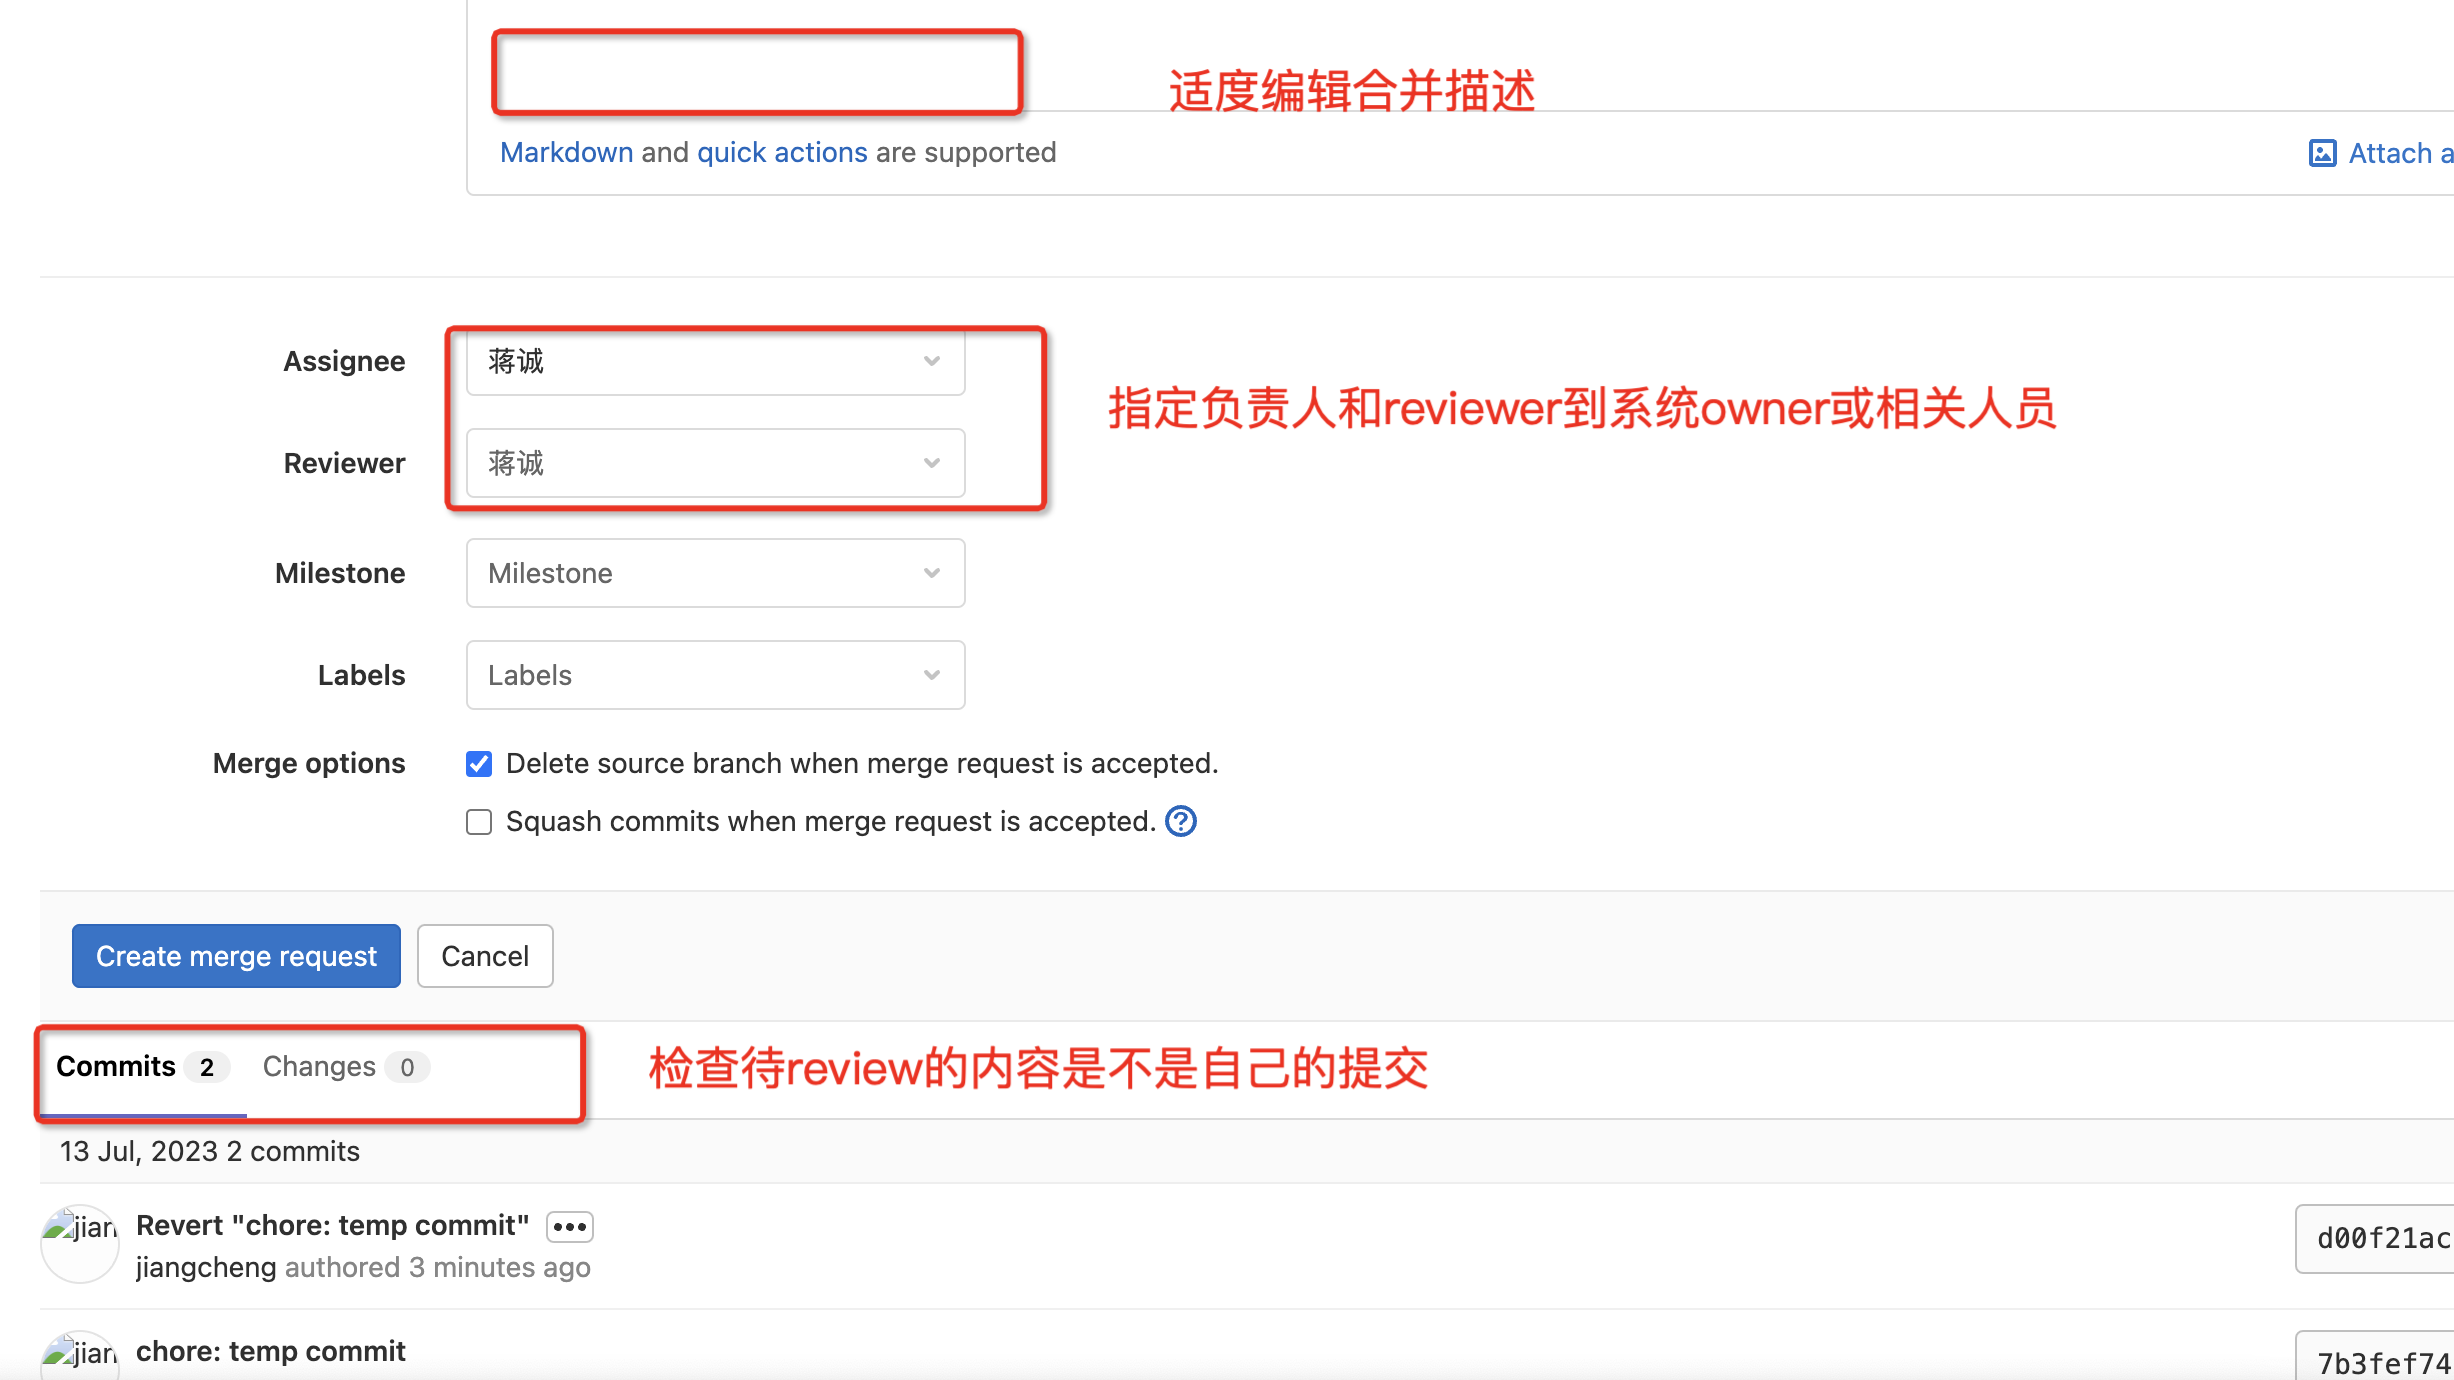 适度编辑合并描述
Markdown and quick actions are supported
Attach a
Assignee
蒋诚
指定负责人和reviewer到系统owner或相关人员
Reviewer
蒋诚
Milestone
Milestone
Labels
Labels
Merge options
Delete source branch when merge request is accepted.
Squash commits when merge request is accepted.
Create merge request
Cancel
Commits 2
Changes 0
检查待review的内容是不是自己的提交
13 Jul, 2023 2 commits
jian
Revert "chore: temp commit"
d00f21ac
jiangcheng authored 3 minutes ago
jian
chore: temp commit
7b3fef74